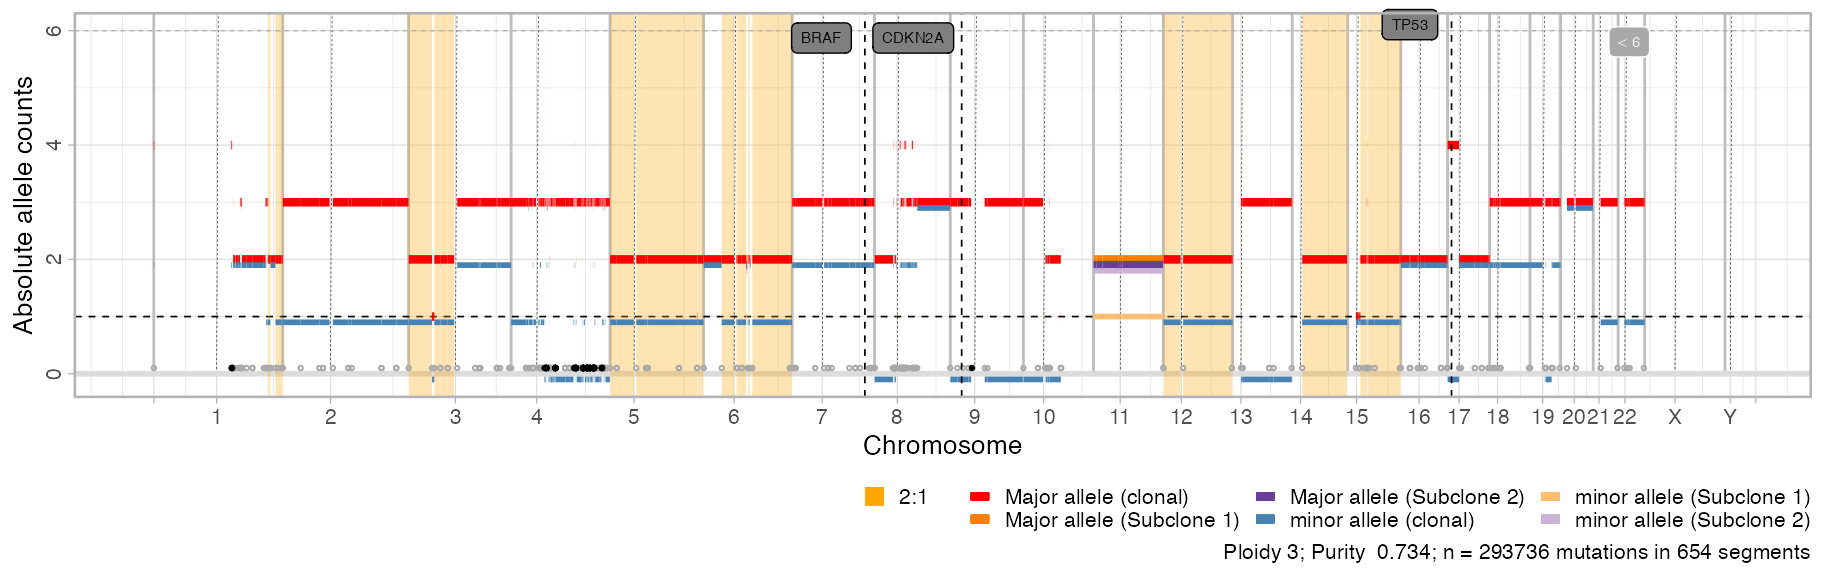 BRAF
CDKN2A
TP53
< 6
Absolute allele counts
6
4
2
0
1 2 3 4 5 6 7 8 9 10 11 12 13 14 15 16 17 18 19 20 21 22 X Y
Chromosome
2:1
Major allele (clonal)
Major allele (Subclone 1)
Major allele (Subclone 2)
minor allele (clonal)
minor allele (Subclone 1)
minor allele (Subclone 2)
Ploidy 3; Purity 0.734; n = 293736 mutations in 654 segments